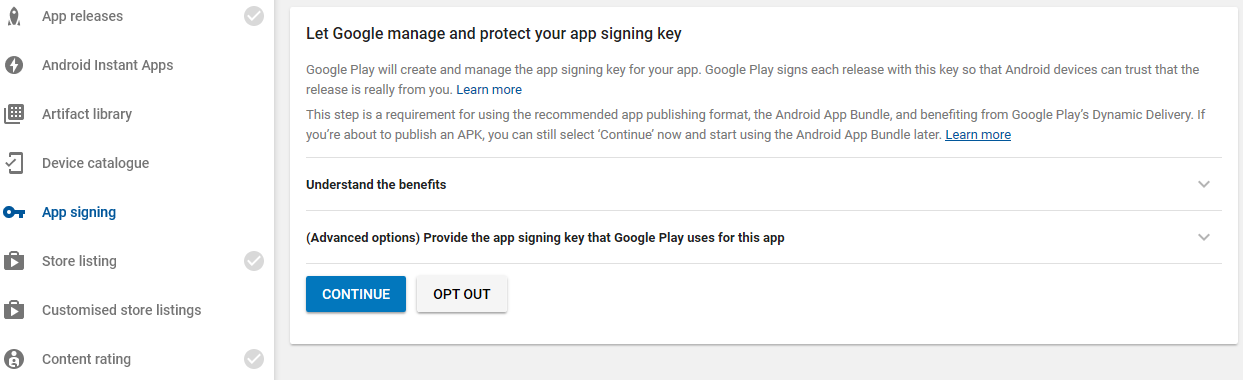 App releases
Android Instant Apps
Artifact library
Device catalogue
App signing
Store listing
Customised store listings
Content rating
Let Google manage and protect your app signing key
Google Play will create and manage the app signing key for your app. Google Play signs each release with this key so that Android devices can trust that the
release is really from you. Learn more
This step is a requirement for using the recommended app publishing format, the Android App Bundle, and benefiting from Google Play's Dynamic Delivery. If
you're about to publish an APK, you can still select ‘Continue’ now and start using the Android App Bundle later. Learn more
Understand the benefits
(Advanced options) Provide the app signing key that Google Play uses for this app
CONTINUE
OPT OUT